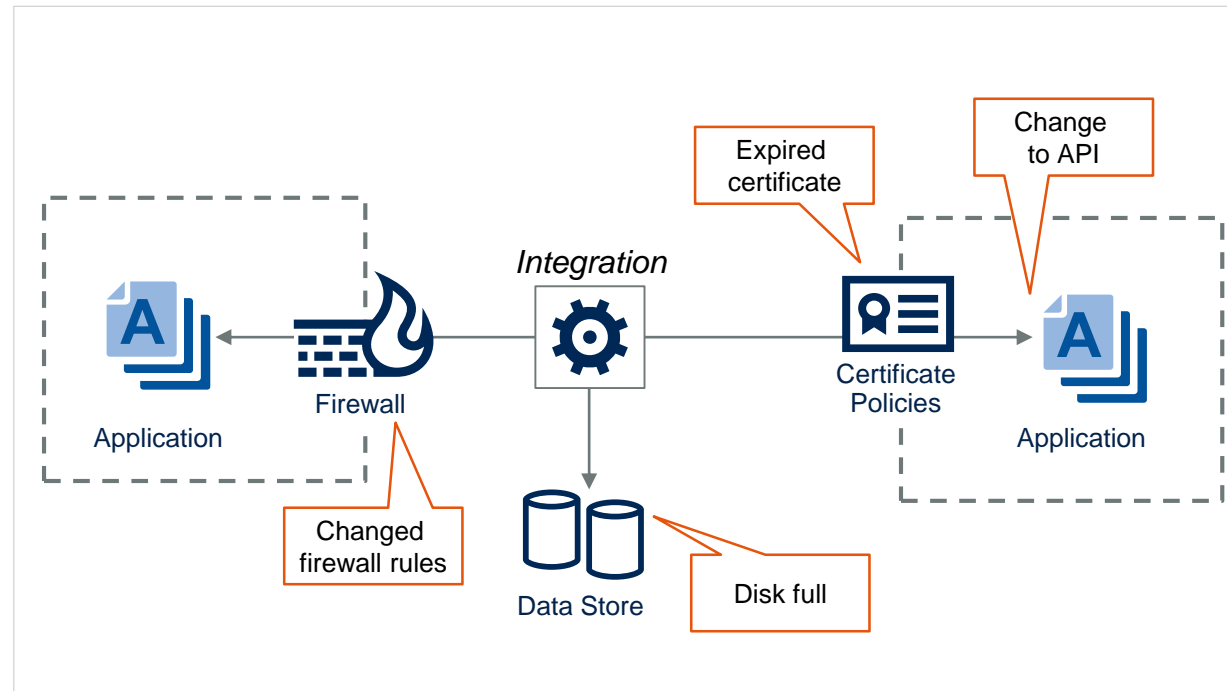 Change
to API
Expired
certificate
Integration
A
A
Firewall
Certificate
Policies
Application
Application
Changed
firewall rules
Data Store
Disk full